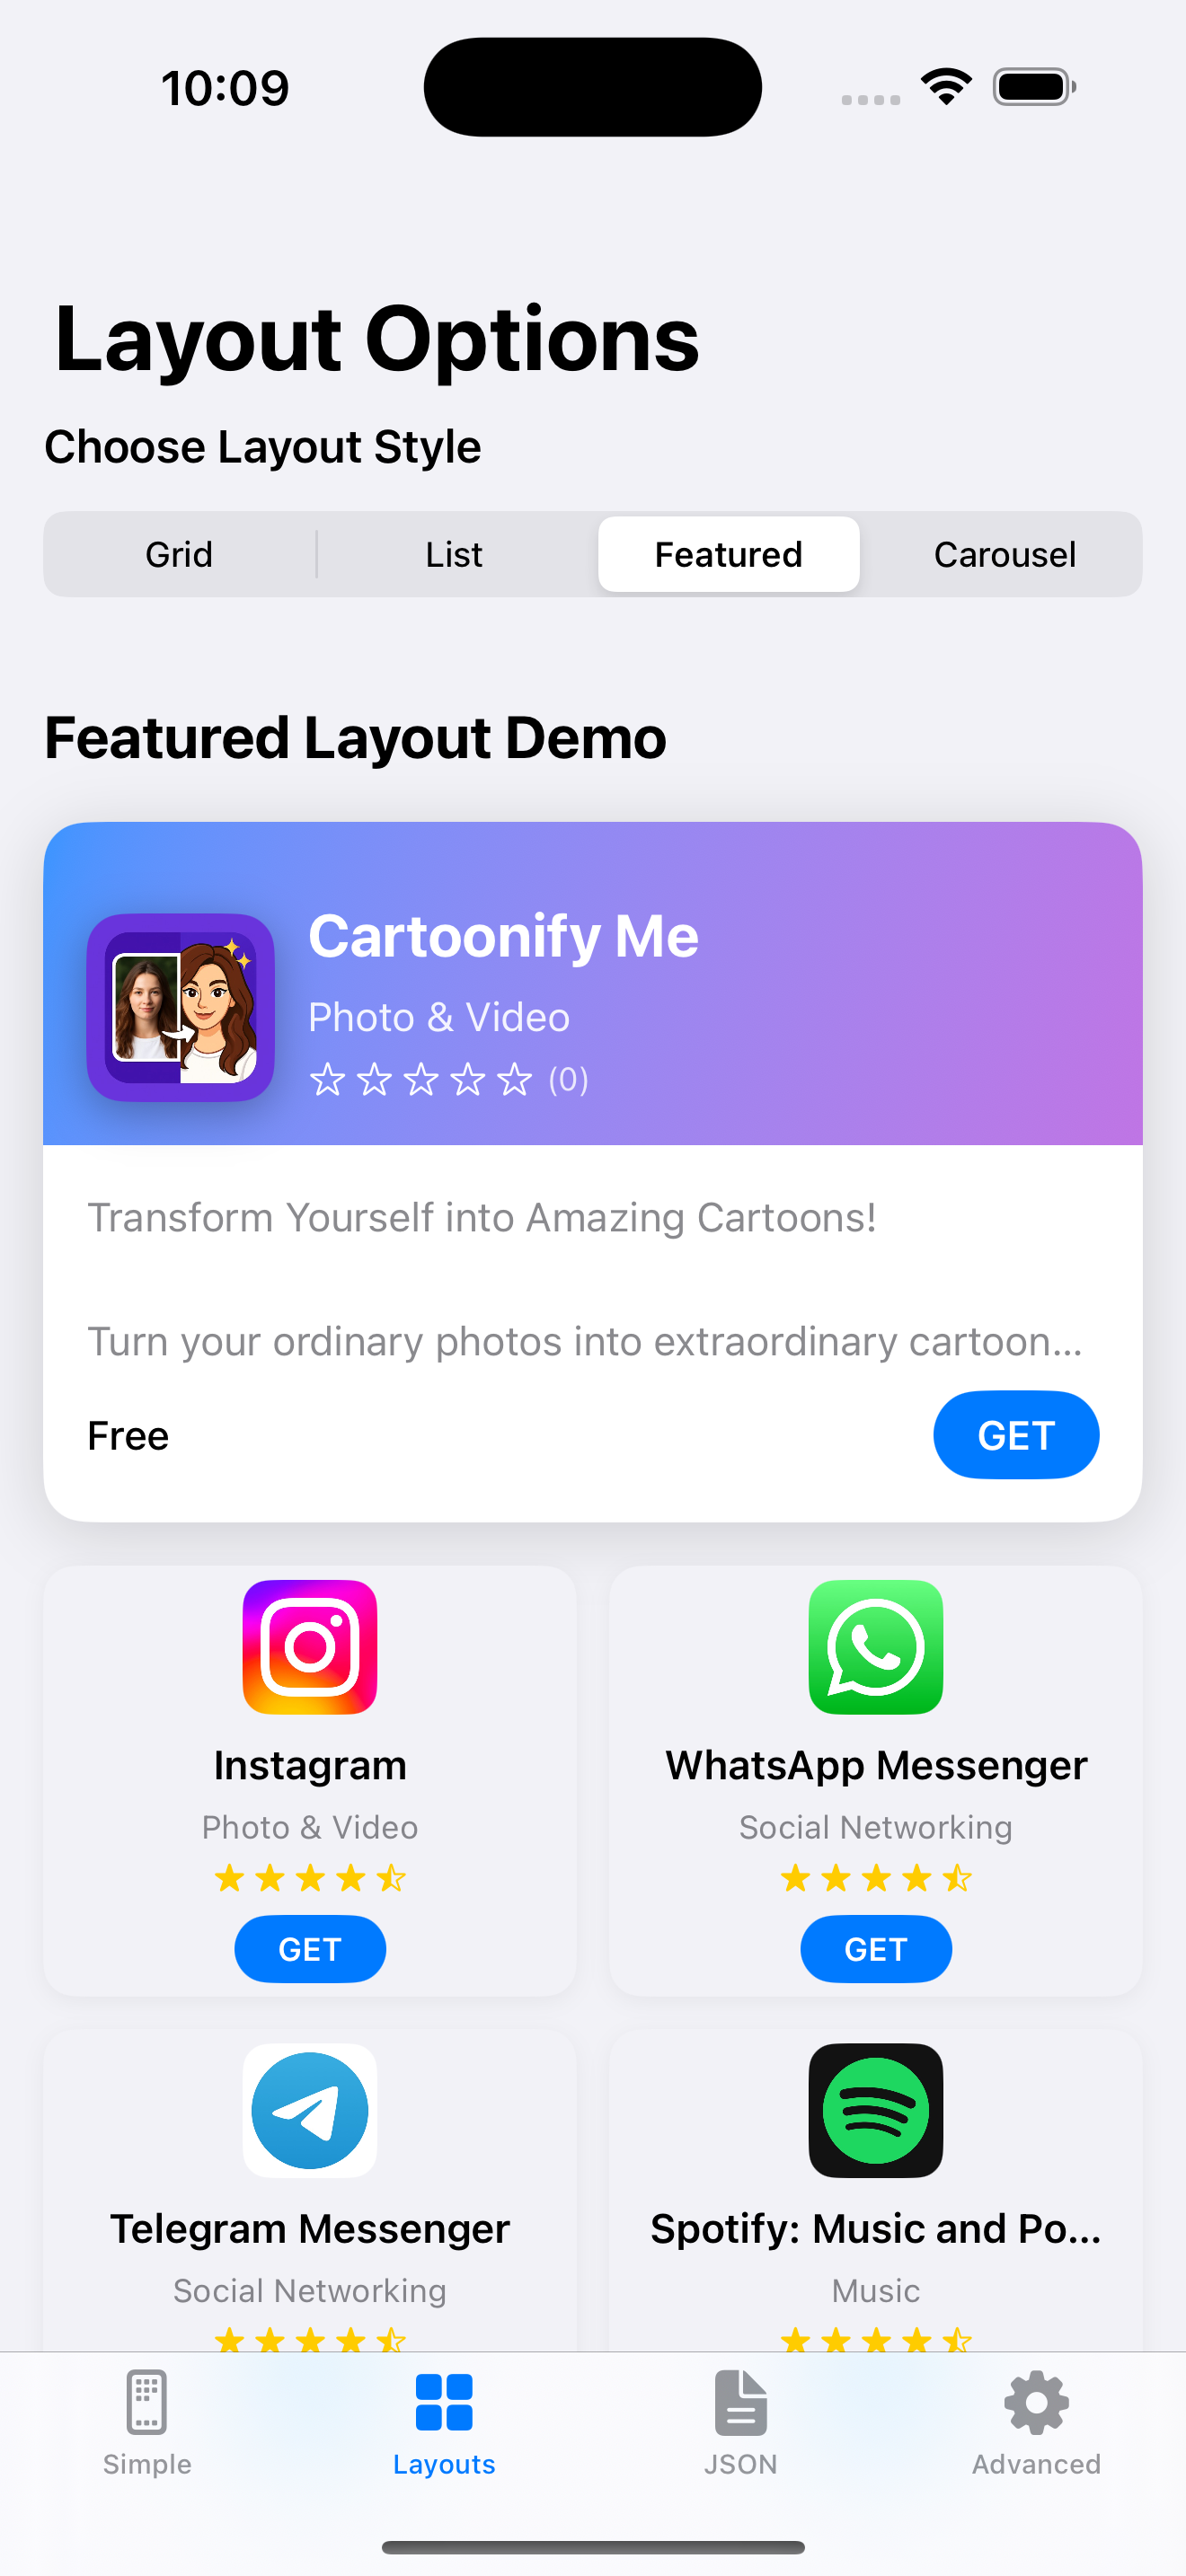 10:09
Layout Options
Choose Layout Style
Grid List Featured Carousel
Featured Layout Demo
Cartoonify Me
Photo & Video
(0)
Transform Yourself into Amazing Cartoons!
Turn your ordinary photos into extraordinary cartoon...
Free GET
Instagram WhatsApp Messenger
Photo & Video Social Networking
GET GET
Telegram Messenger Spotify: Music and Po...
Social Networking Music
Simple Layouts JSON Advanced